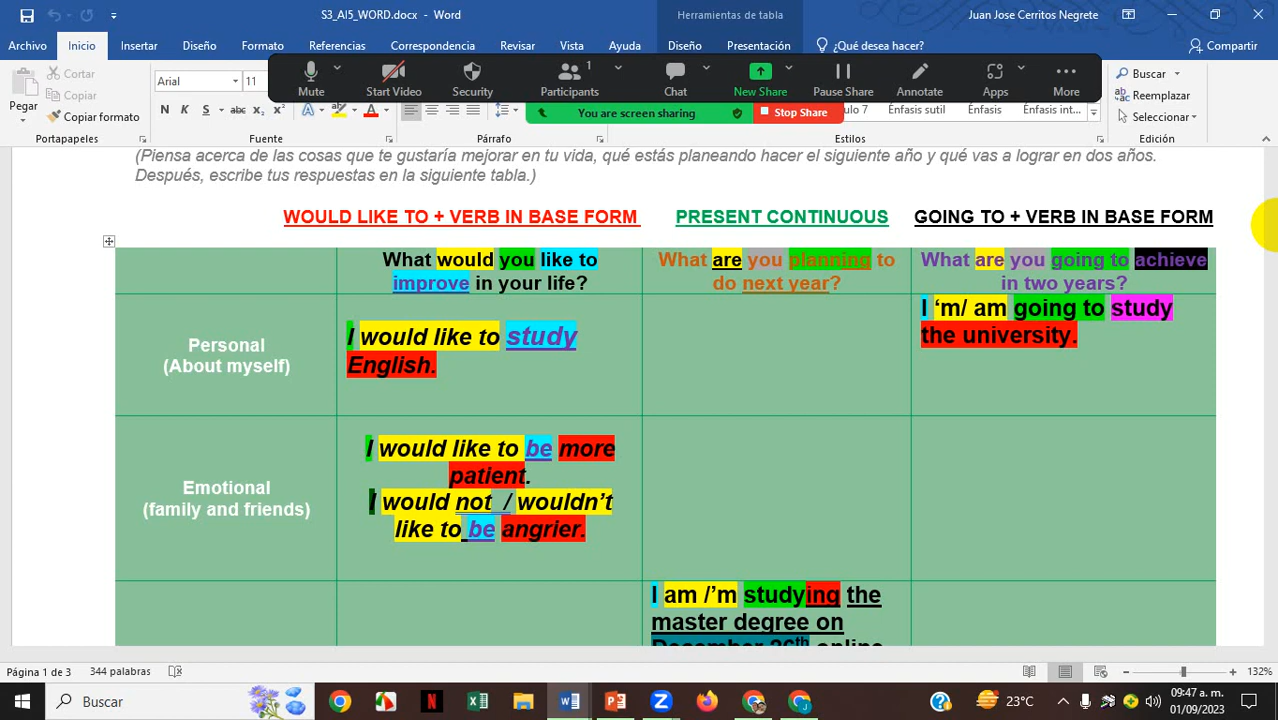 S3_AI5_WORD.docx - Word
Herramientas de tabla
Juan Jose Cerritos Negrete
Archivo Inicio Insertar Diseño Formato Referencias Correspondencia Revisar Vista Ayuda Diseño Presentación ¿Qué desea hacer? Compartir
Pegar
Cortar
Copiar
Copiar formato
Portapapeles
Arial 11
N K S abc x
Fuente
Párrafo
Mute Start Video Security Participants 1 Chat New Share Pause Share Annotate Apps More
You are screen sharing Stop Share
ulo 7 Énfasis sutil Énfasis Énfasis int...
Estilos
Buscar
Reemplazar
Seleccionar
Edición
(Piensa acerca de las cosas que te gustaría mejorar en tu vida, qué estás planeando hacer el siguiente año y qué vas a lograr en dos años.
Después, escribe tus respuestas en la siguiente tabla.)
WOULD LIKE TO + VERB IN BASE FORM PRESENT CONTINUOUS GOING TO + VERB IN BASE FORM
What would you like to
improve in your life?
What are you planning to
do next year?
What are you going to achieve
in two years?
Personal
(About myself)
I would like to study
English.
I ‘m/ am going to study
the university.
Emotional
(family and friends)
I would like to be more
patient.
I would not / wouldn’t
like to be angrier.
I am /’m studying the
master degree on
December 26th online
Página 1 de 3 344 palabras
132%
Buscar
23°C
09:47 a. m.
01/09/2023